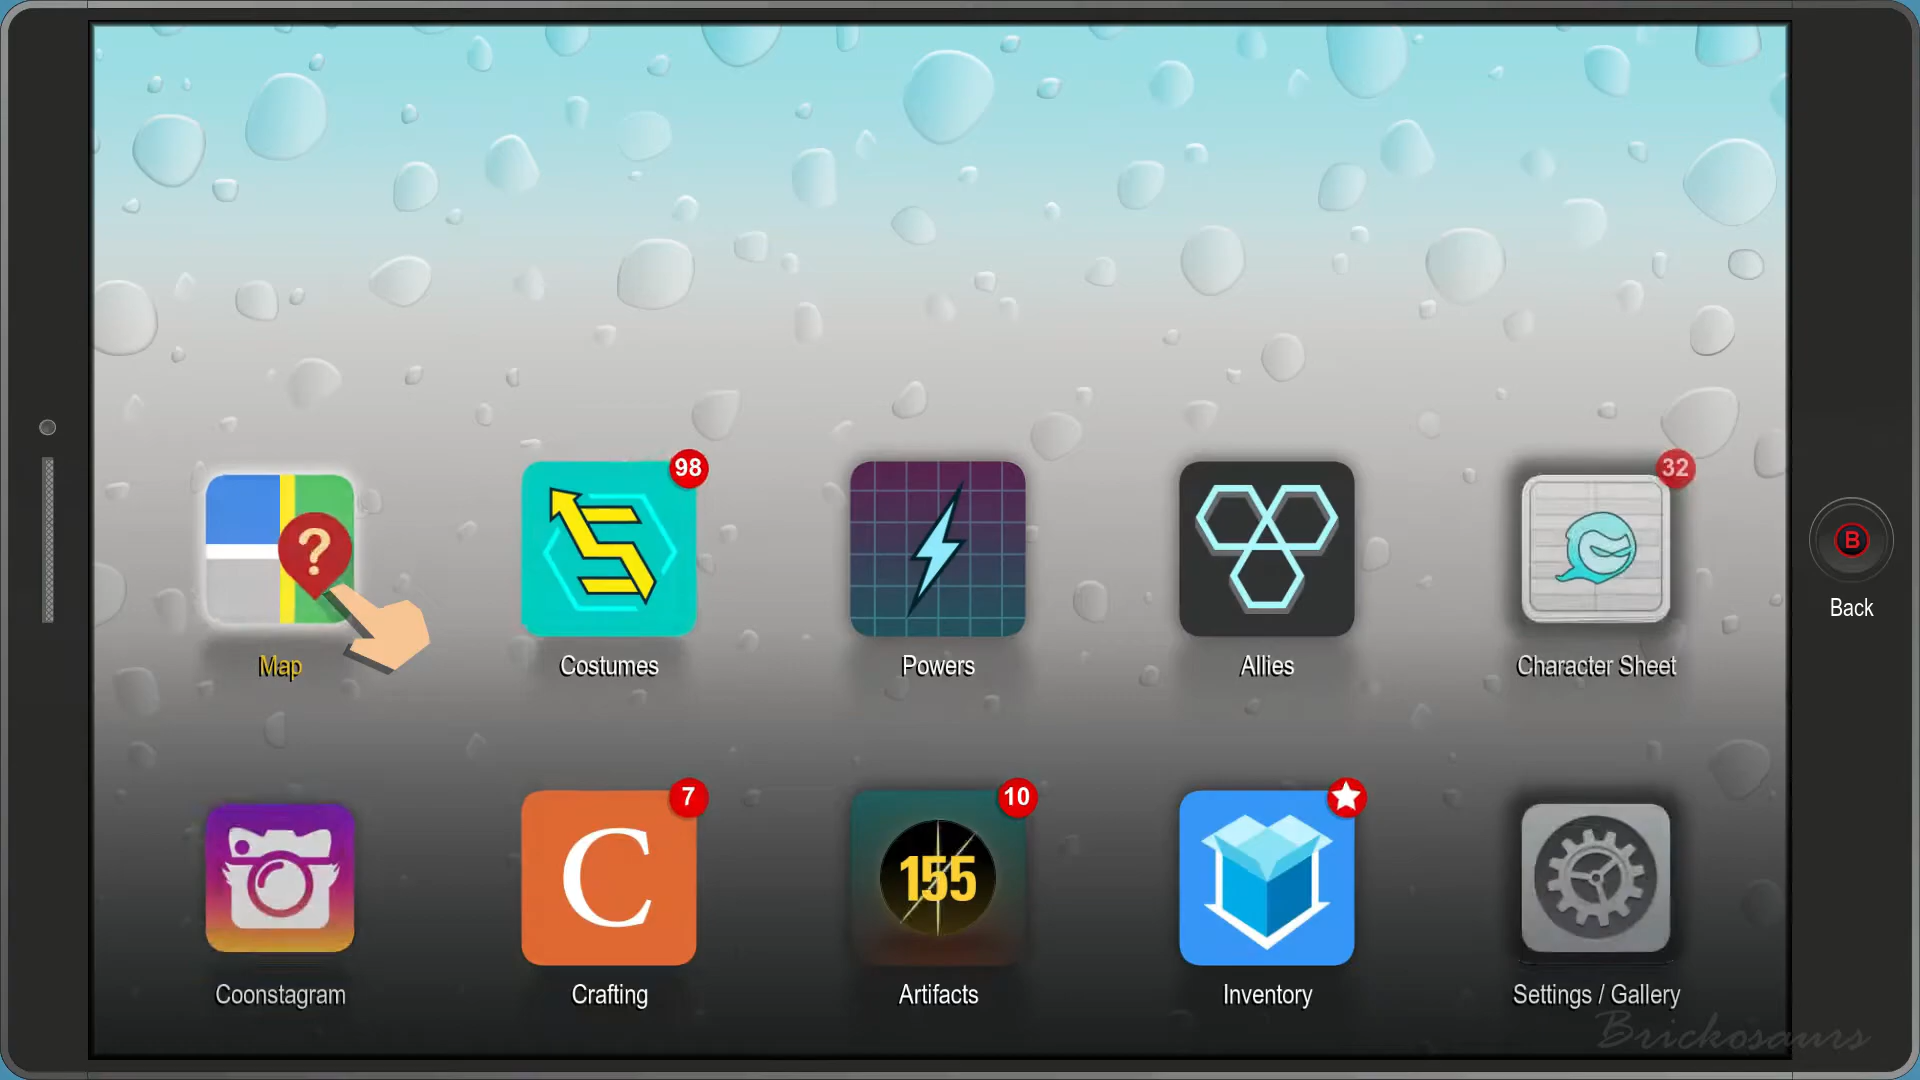 98
32
?
B
Back
Map
Costumes
Powers
Allies
Character Sheet
7
10
C
155
Coonstagram
Crafting
Artifacts
Inventory
Settings / Gallery
Brickosaurs